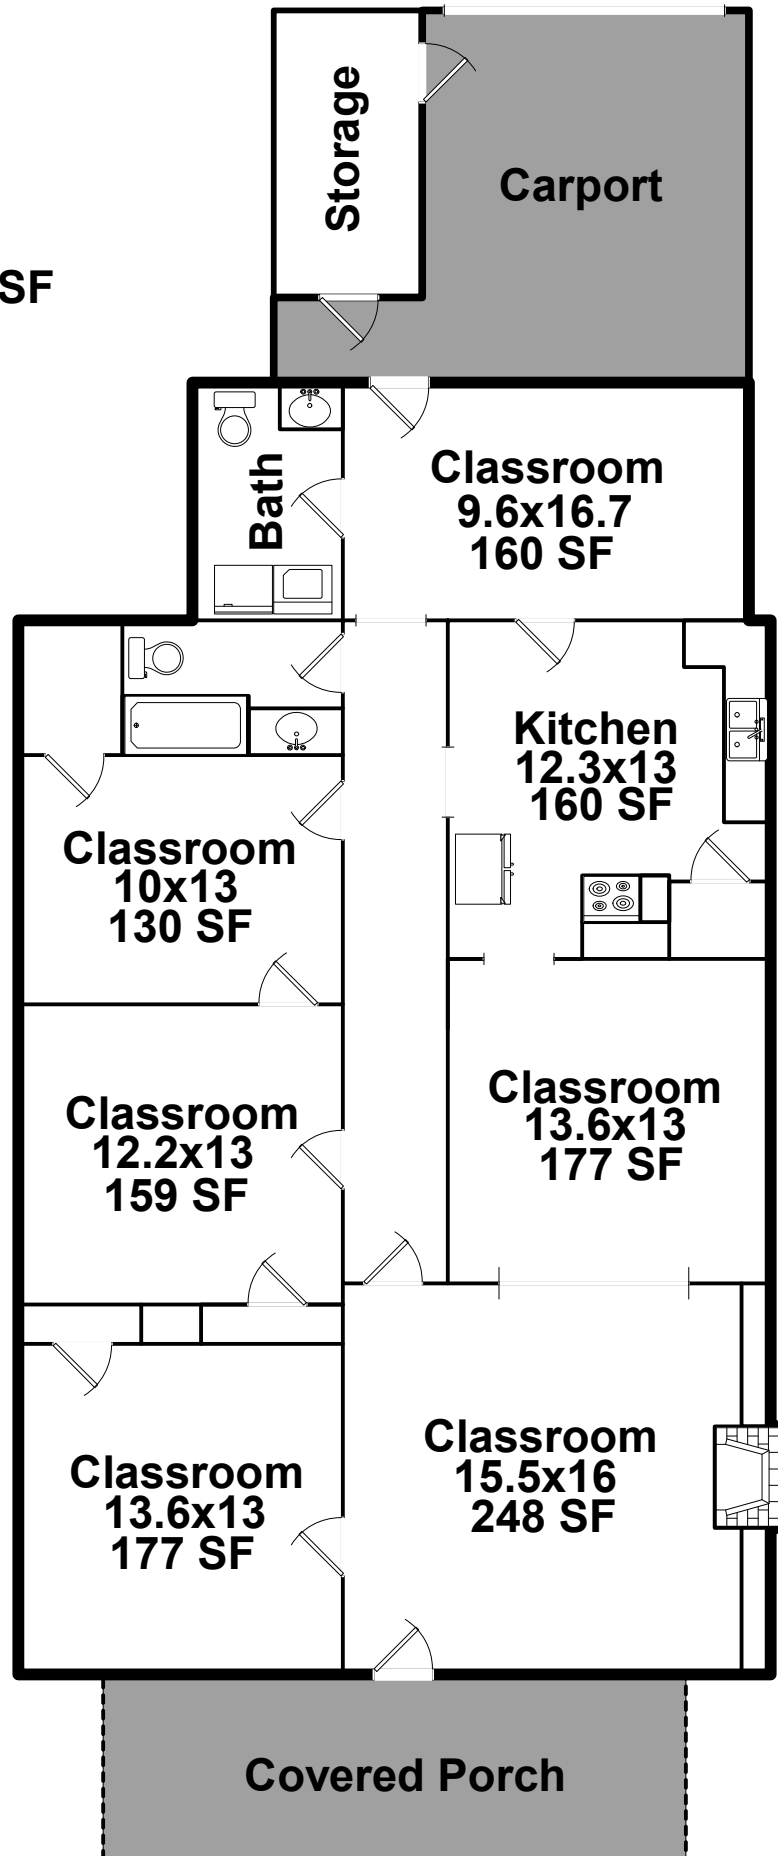 Storage
Carport
SF
Classroom
9.6x16.7
160 SF
Bath
Kitchen
12.3x13
160 SF
Classroom
10x13
130 SF
Classroom
13.6x13
177 SF
Classroom
12.2x13
159 SF
Classroom
15.5x16
248 SF
Classroom
13.6x13
177 SF
Covered Porch